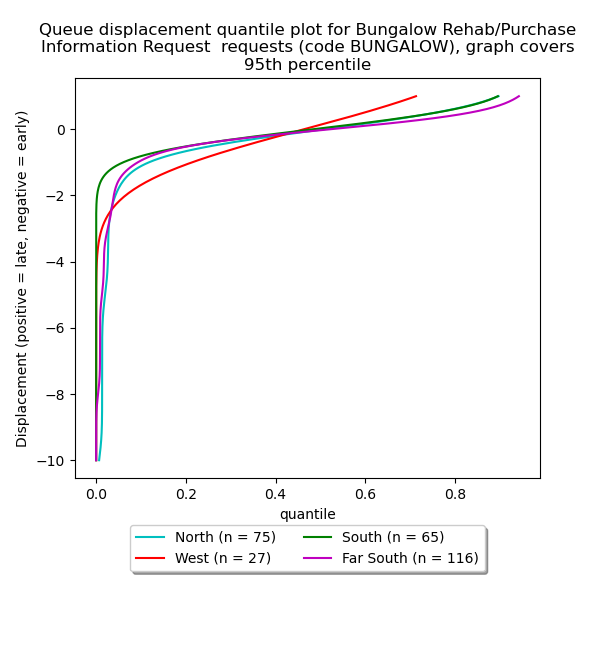 Queue displacement quantile plot for Bungalow Rehab/Purchase
Information Request  requests (code BUNGALOW), graph covers
95th percentile
Displacement (positive = late, negative = early)
0
−2
−4
−6
−8
−10
0.0 0.2 0.4 0.6 0.8
quantile
North (n = 75) South (n = 65)
West (n = 27) Far South (n = 116)